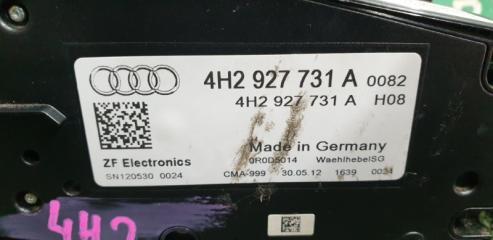 4H2 927 731 A 0082
4H2 927 731 A H08
Made in Germany
ZF Electronics 0R0D5014 WaehlhebelSG
SN120530 0024 CMA-999 30.05.12 1639 0024
4H2